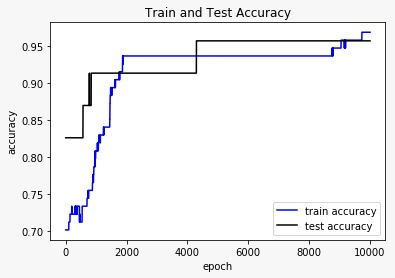 Train and Test Accuracy
accuracy
0.95
0.90
0.85
0.80
0.75
0.70
train accuracy
test accuracy
0 2000 4000 6000 8000 10000
epoch